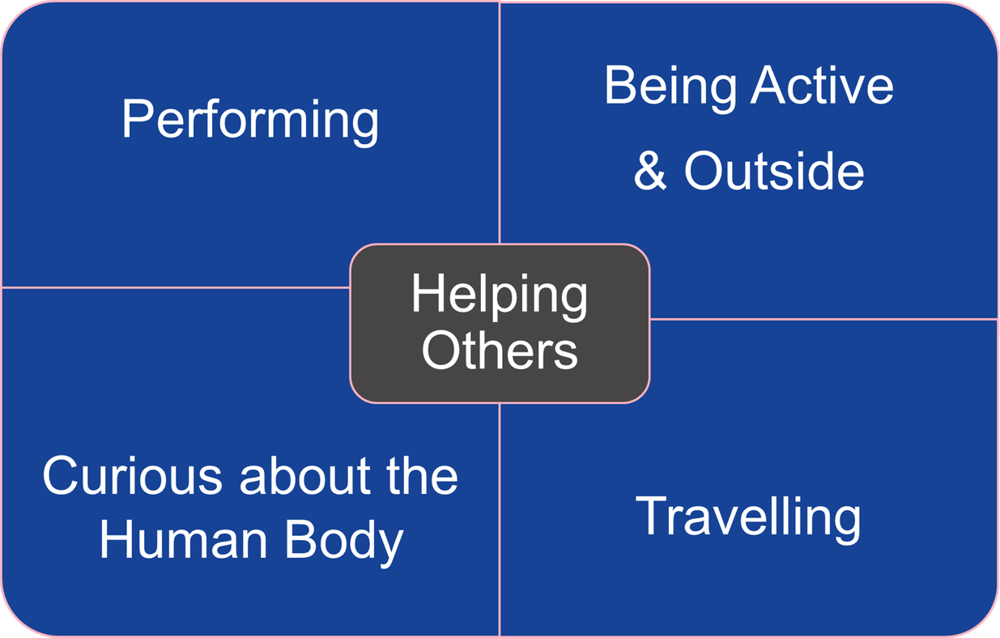 Performing
Being Active
& Outside
Helping
Others
Curious about the
Human Body
Travelling